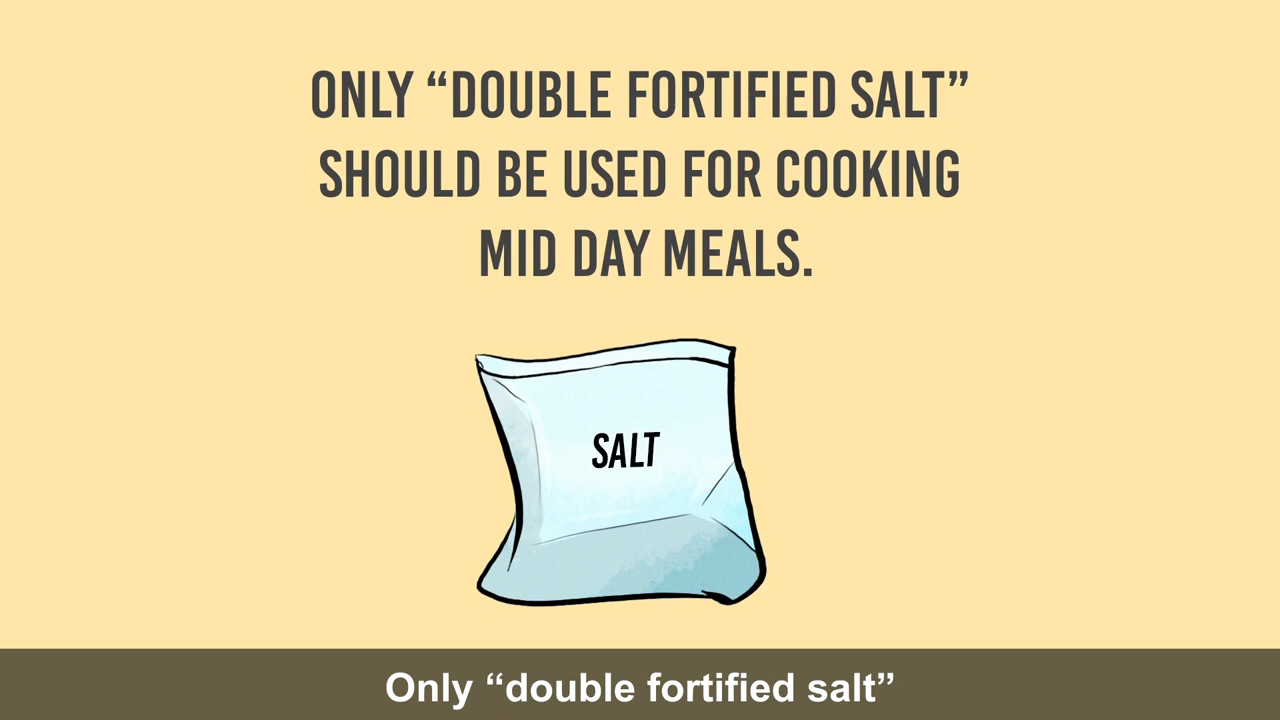 ONLY “DOUBLE FORTIFIED SALT”
SHOULD BE USED FOR COOKING
MID DAY MEALS.
SALT
Only “double fortified salt”